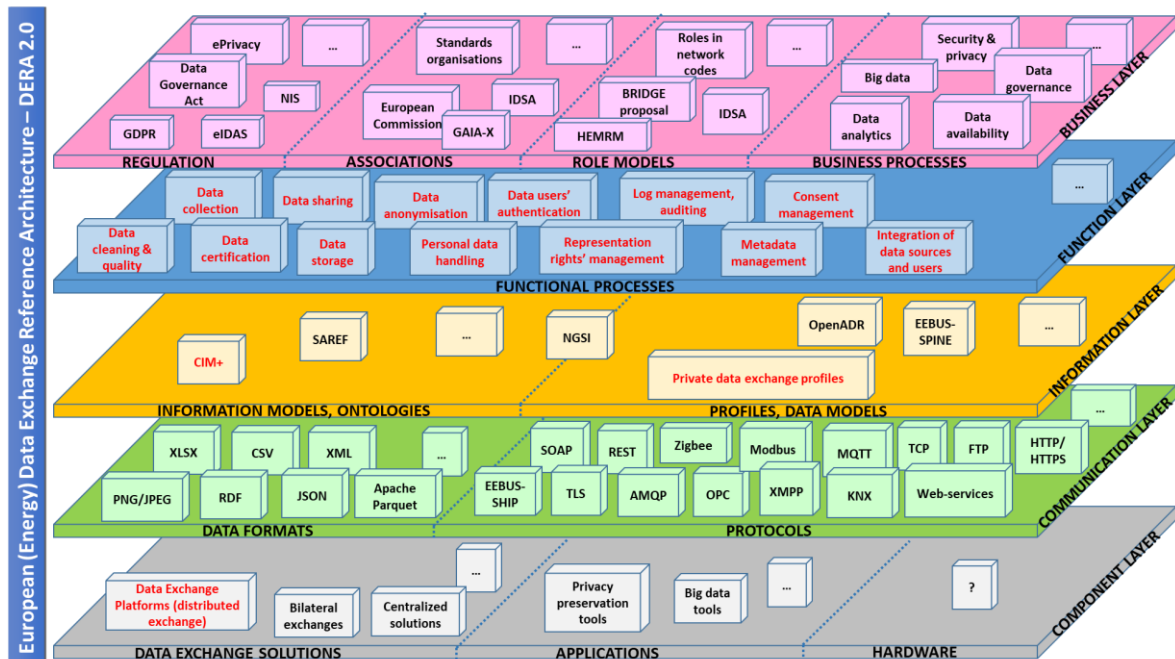 European (Energy) Data Exchange Reference Architecture – DERA 2.0
ePrivacy
...
Data
Governance
Act
NIS
GDPR
eIDAS
REGULATION
Standards
organisations
...
European
Commission
IDSA
GAIA-X
ASSOCIATIONS
Roles in
network
codes
...
BRIDGE
proposal
IDSA
HEMRM
ROLE MODELS
Security &
privacy
...
Big data
Data
governance
Data
analytics
Data
availability
BUSINESS PROCESSES
BUSINESS LAYER
Data
collection
Data sharing
Data
anonymisation
Data users'
authentication
Log management,
auditing
Consent
management
...
Data
cleaning &
quality
Data
certification
Data
storage
Personal data
handling
Representation
rights' management
Metadata
management
Integration of
data sources
and users
FUNCTIONAL PROCESSES
FUNCTION LAYER
CIM+
SAREF
...
INFORMATION MODELS, ONTOLOGIES
NGSI
OpenADR
EEBUS-
SPINE
...
Private data exchange profiles
PROFILES, DATA MODELS
INFORMATION LAYER
XLSX
CSV
XML
...
PNG/JPEG
RDF
JSON
Apache
Parquet
DATA FORMATS
SOAP
REST
Zigbee
Modbus
MQTT
TCP
FTP
HTTP/
HTTPS
...
EEBUS-
SHIP
TLS
AMQP
OPC
XMPP
KNX
Web-services
PROTOCOLS
COMMUNICATION LAYER
Data Exchange
Platforms (distributed
exchange)
Bilateral
exchanges
Centralized
solutions
...
DATA EXCHANGE SOLUTIONS
Privacy
preservation
tools
Big data
tools
...
APPLICATIONS
?
HARDWARE
COMPONENT LAYER